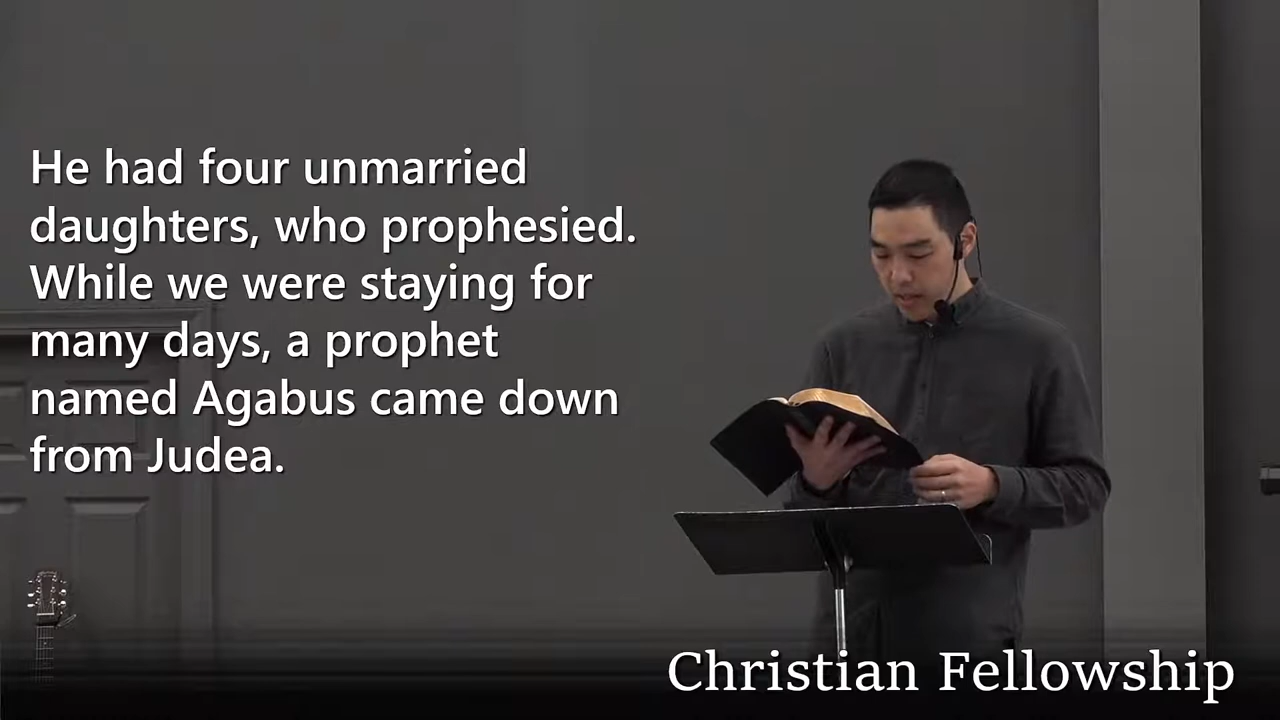 He had four unmarried
daughters, who prophesied.
While we were staying for
many days, a prophet
named Agabus came down
from Judea.
Christian Fellowship